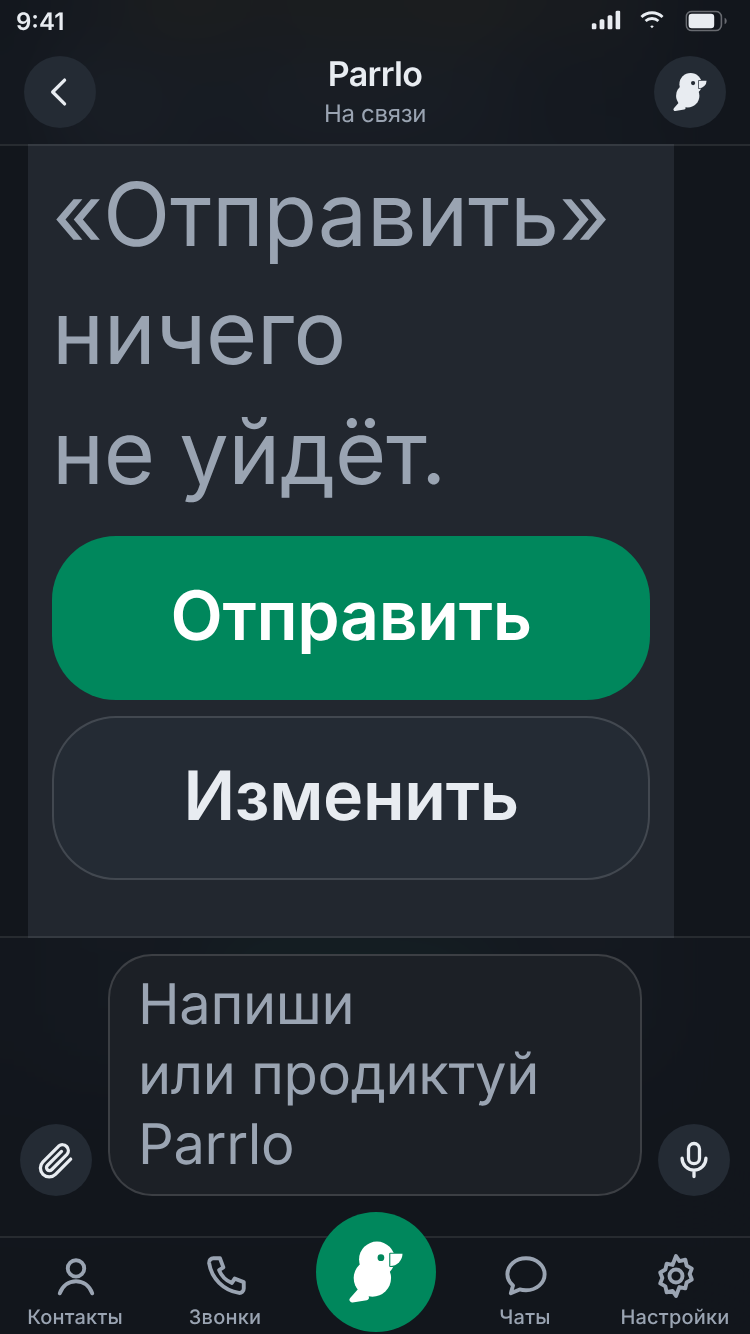 9:41
Parrlo
На связи
«Отправить»
ничего
не уйдёт.
Отправить
Изменить
Напиши
или продиктуй
Parrlo
Контакты
Звонки
Чаты
Настройки